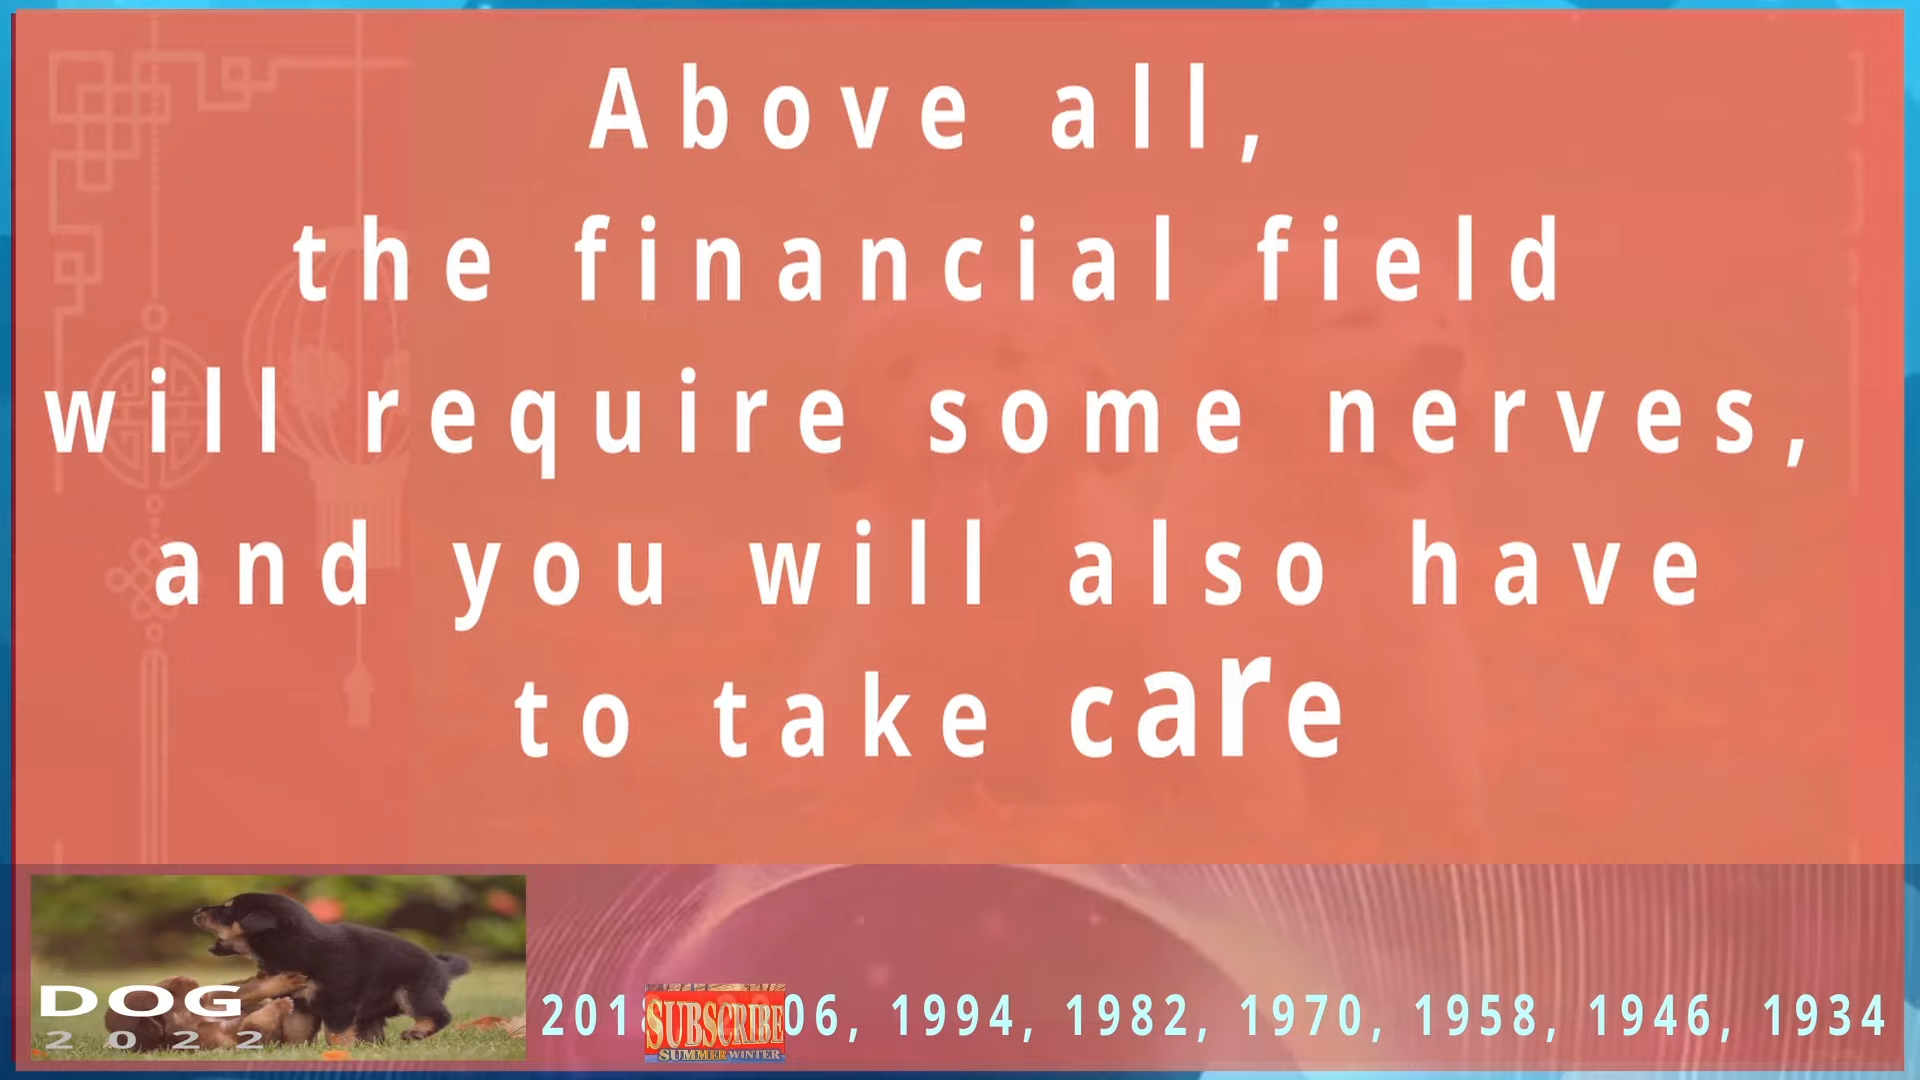 Above all,
the financial field
will require some nerves,
and you will also have
to take care
DOG
2022
1994, 1982, 1970, 1958, 1946, 1934
SUBSCRIBE
SUMMER WINTER